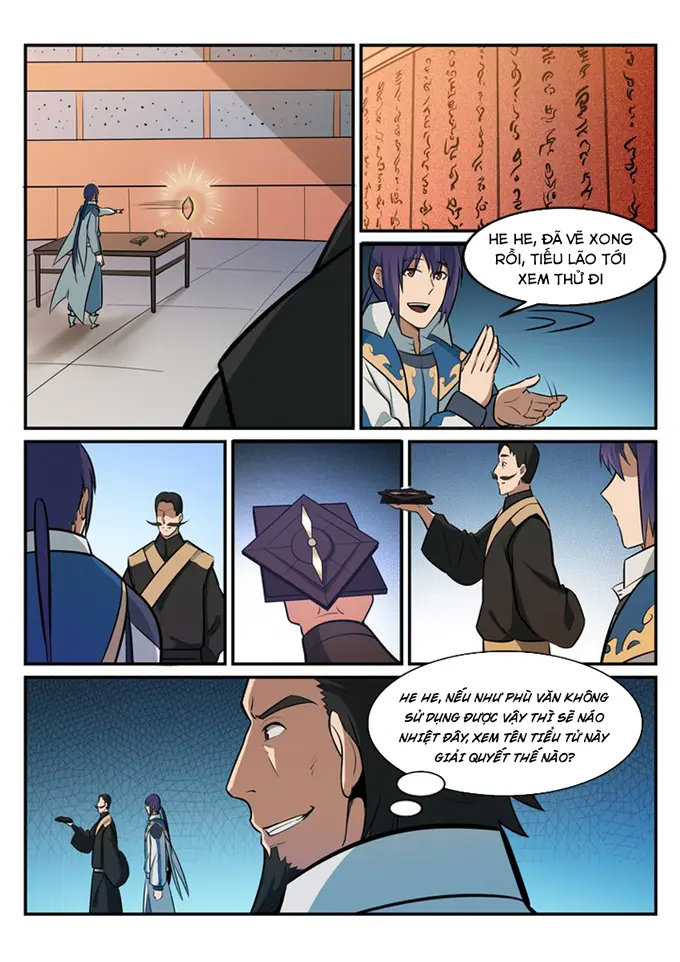 HE HE, ĐÃ VẼ XONG
RỒI, TIẾU LÃO TỚI
XEM THỬ ĐI
HE HE, NẾU NHƯ PHÙ VĂN KHÔNG
SỬ DỤNG ĐƯỢC VẬY THÌ SẼ NÁO
NHIỆT ĐÂY, XEM TÊN TIỂU TỬ NÀY
GIẢI QUYẾT THẾ NÀO?